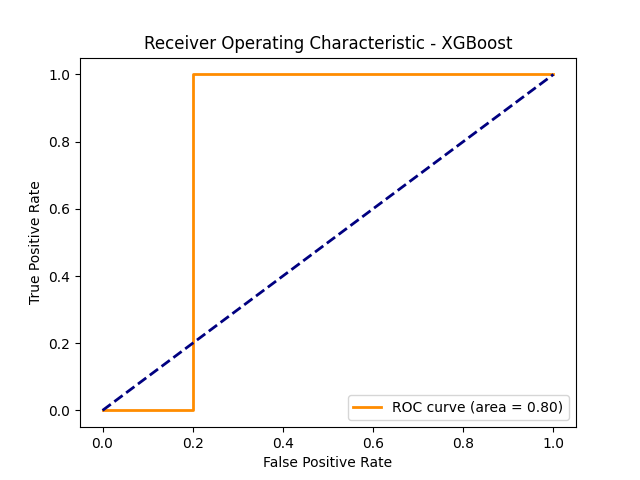 Receiver Operating Characteristic - XGBoost
True Positive Rate
1.0
0.8
0.6
0.4
0.2
0.0
ROC curve (area = 0.80)
0.0 0.2 0.4 0.6 0.8 1.0
False Positive Rate